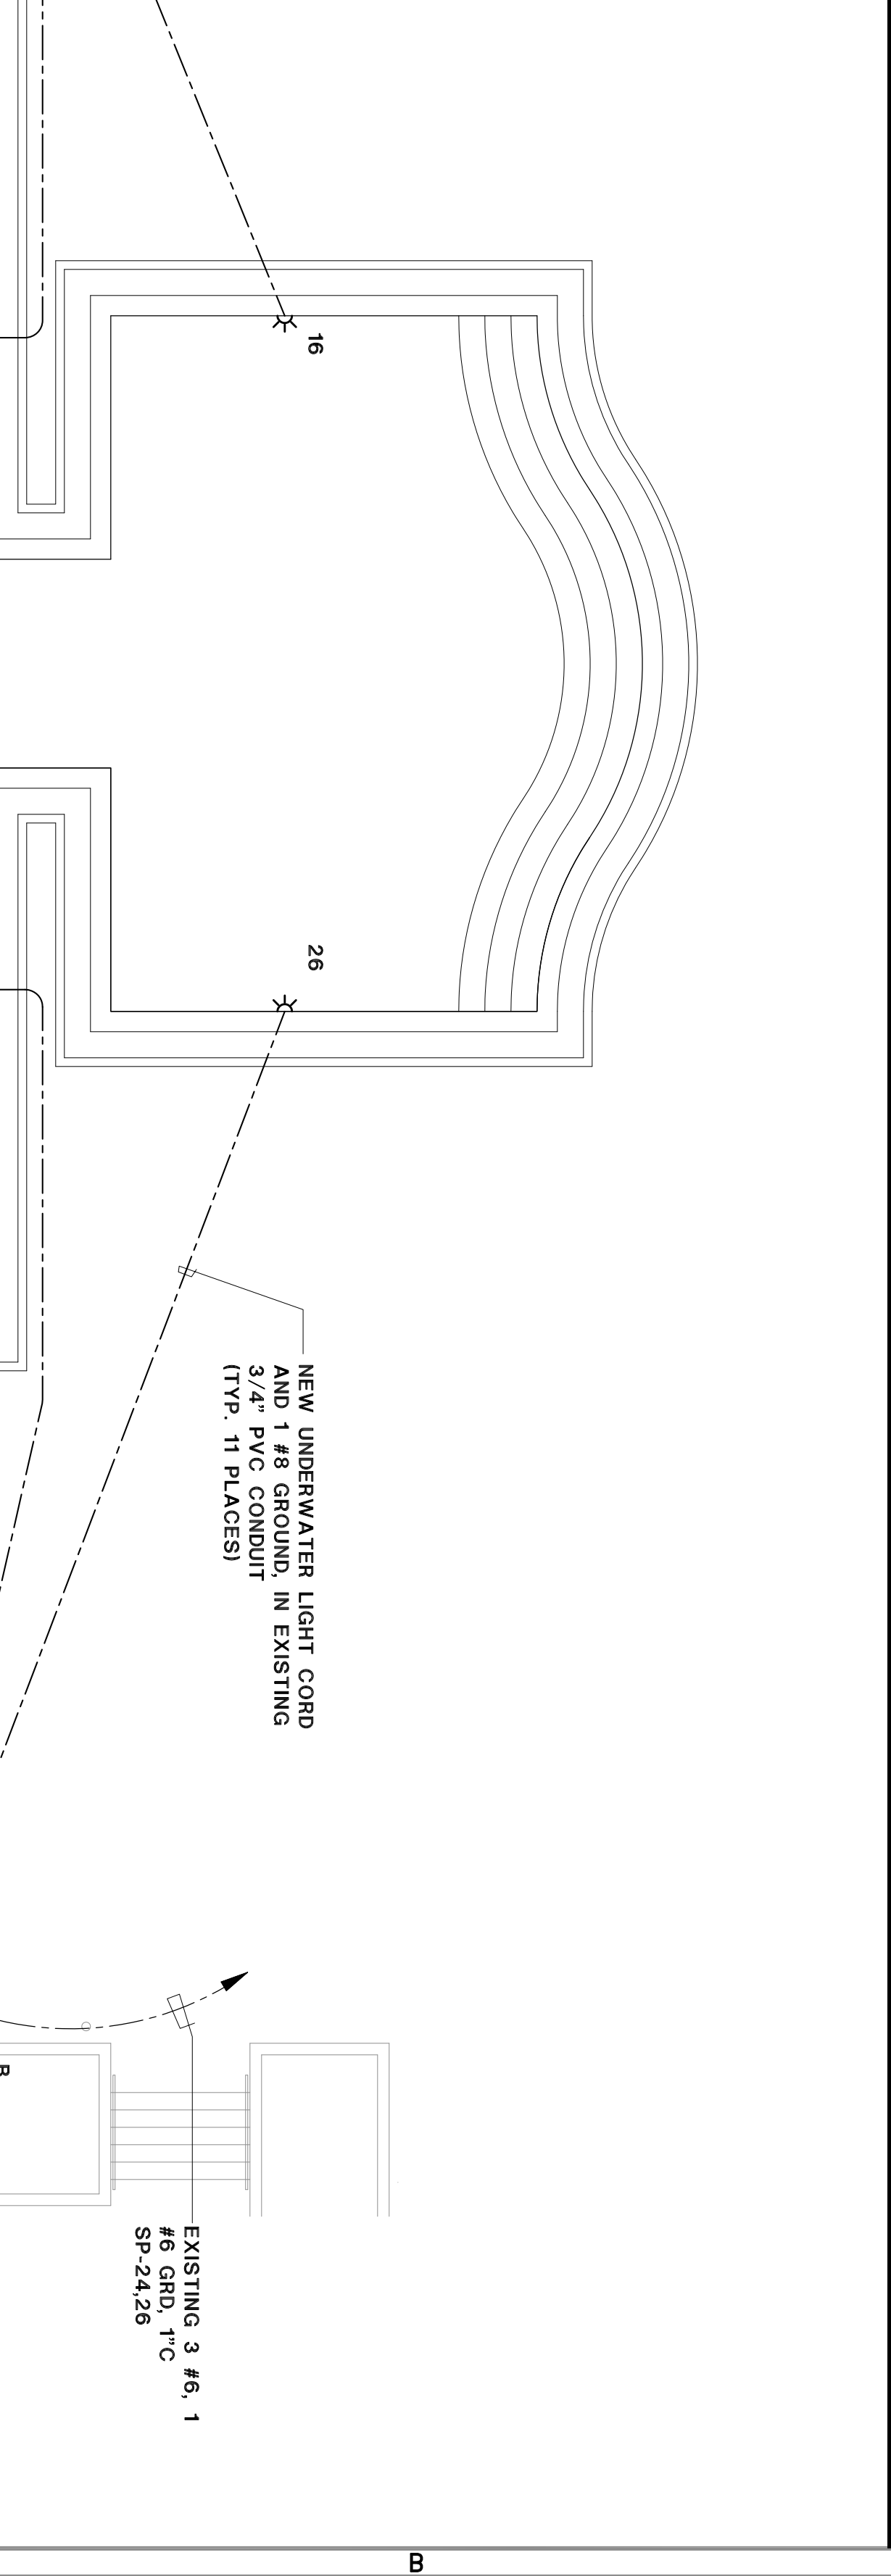 16
26
NEW UNDERWATER LIGHT CORD
AND 1 #8 GROUND, IN EXISTING
3/4" PVC CONDUIT
(TYP. 11 PLACES)
EXISTING 3 #6, 1
#6 GRD, 1"C
SP-24,26
B